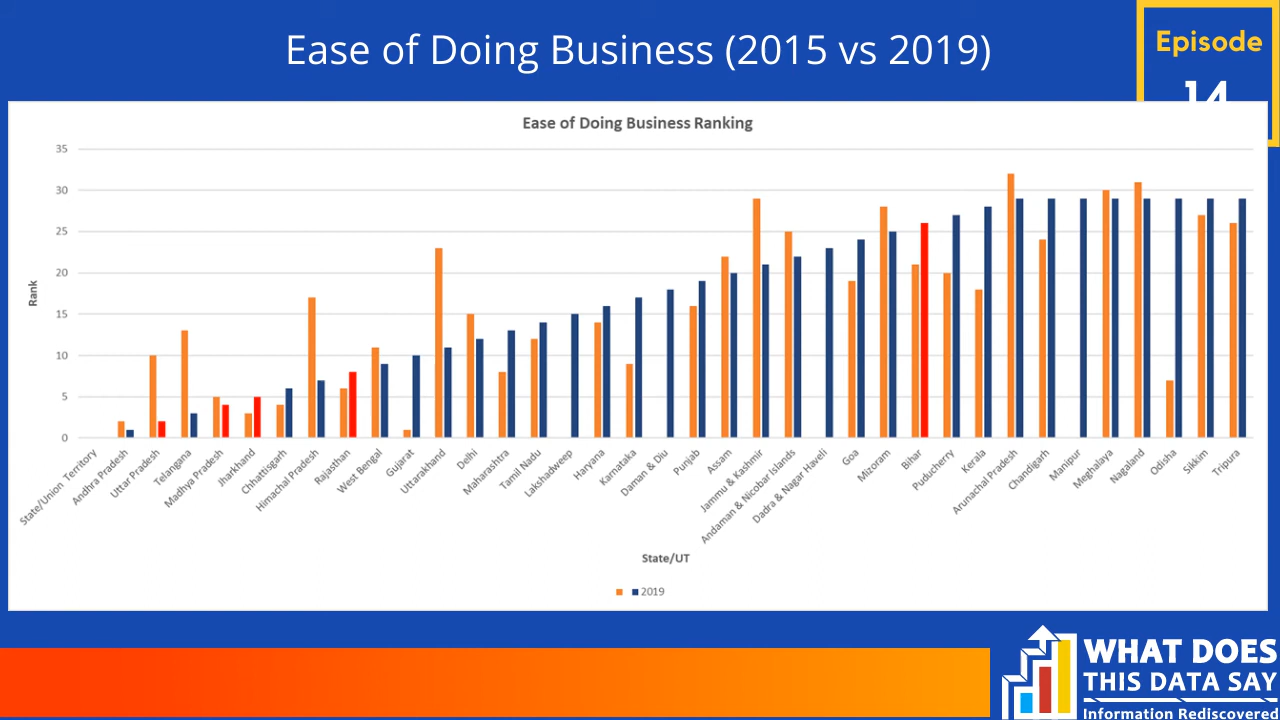 Ease of Doing Business (2015 vs 2019)
Episode
14
Ease of Doing Business Ranking
35
30
25
20
15
10
5
0
Rank
State/Union Territory
Andhra Pradesh
Uttar Pradesh
Telangana
Madhya Pradesh
Jharkhand
Chhattisgarh
Himachal Pradesh
Rajasthan
West Bengal
Gujarat
Uttarakhand
Delhi
Maharashtra
Tamil Nadu
Lakshadweep
Haryana
Karnataka
Daman & Diu
Punjab
Assam
Jammu & Kashmir
Andaman & Nicobar Islands
Dadra & Nagar Haveli
Goa
Mizoram
Bihar
Puducherry
Kerala
Arunachal Pradesh
Chandigarh
Manipur
Meghalaya
Nagaland
Odisha
Sikkim
Tripura
State/UT
2019
WHAT DOES
THIS DATA SAY
Information Rediscovered